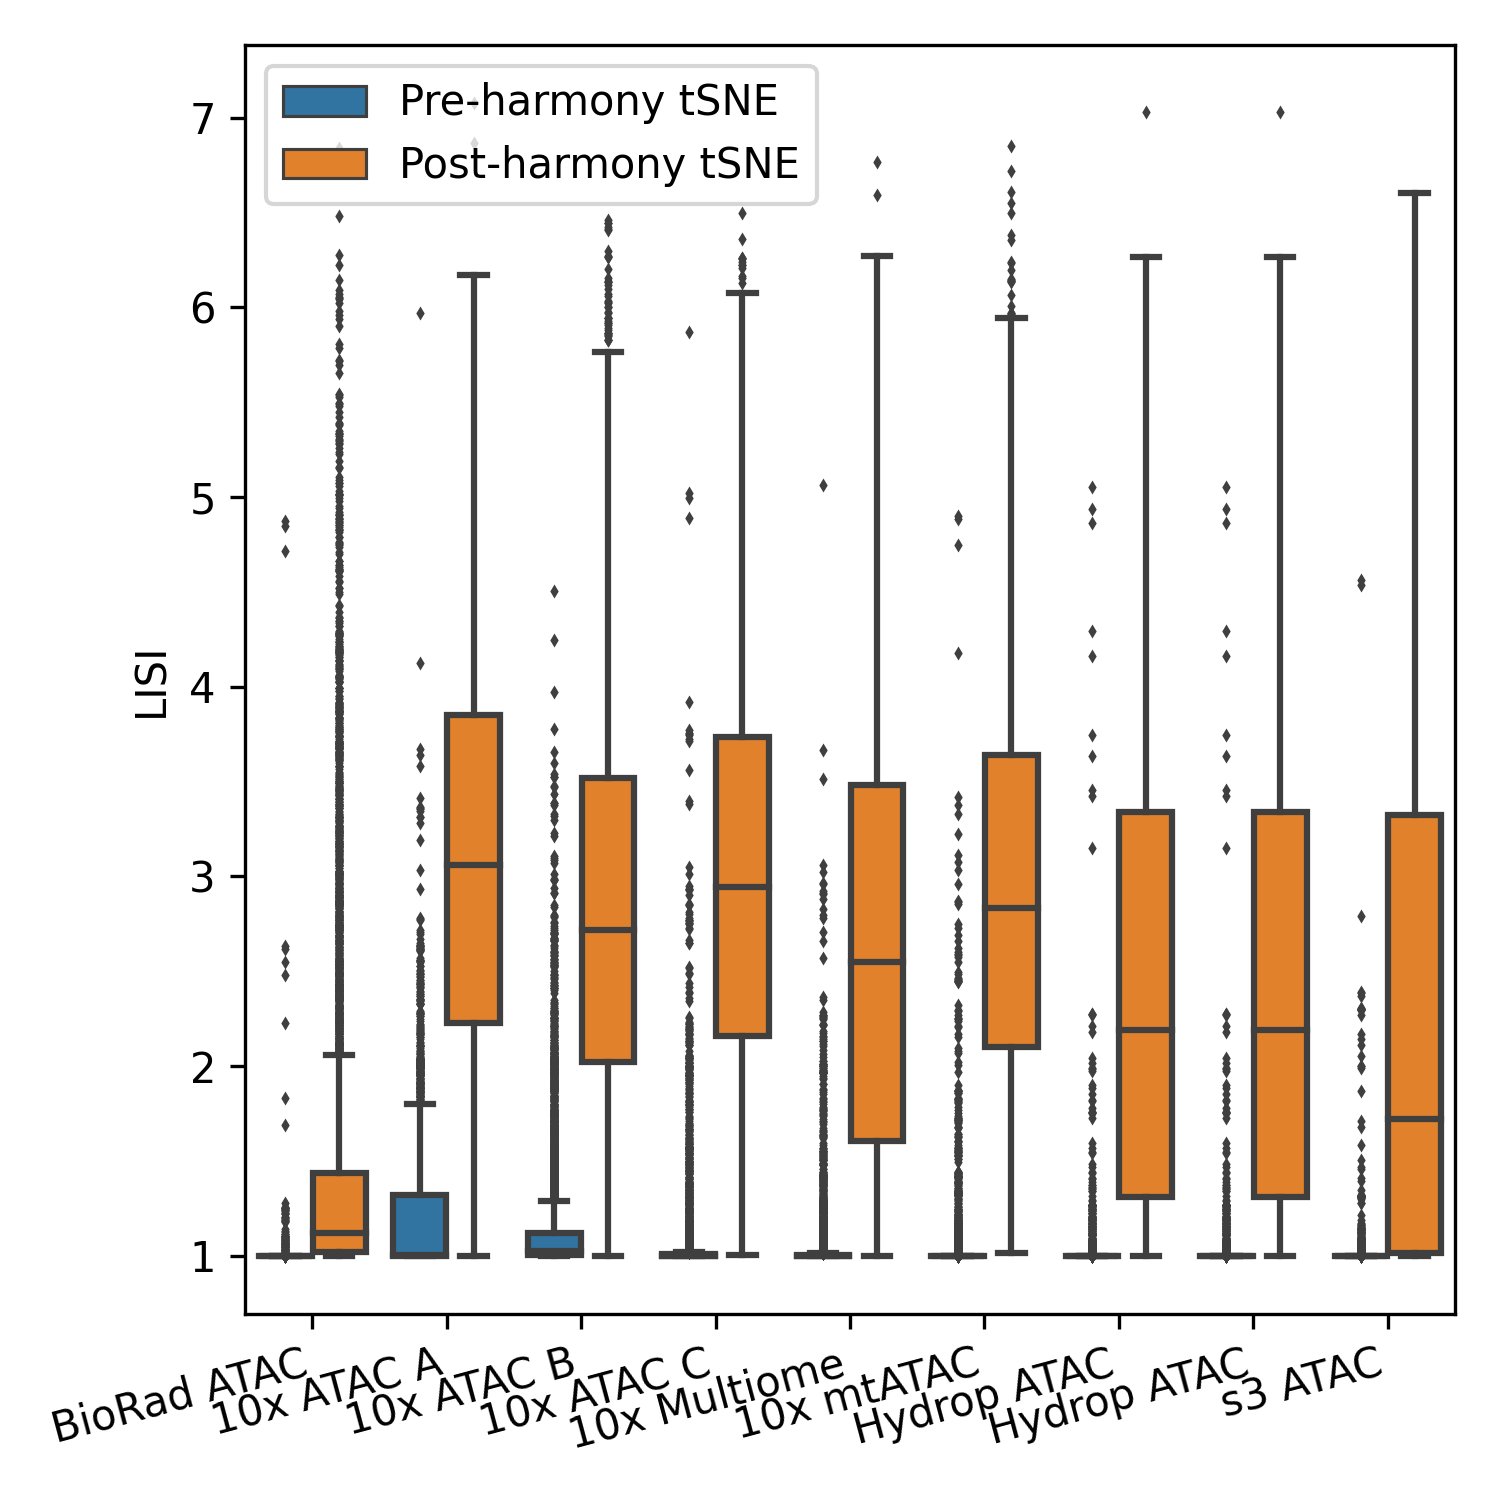 Pre-harmony tSNE
Post-harmony tSNE
LISI
7
6
5
4
3
2
1
BioRad ATAC
10x ATAC A
10x ATAC B
10x ATAC C
10x Multiome
10x mtATAC
Hydrop ATAC
Hydrop ATAC
s3 ATAC